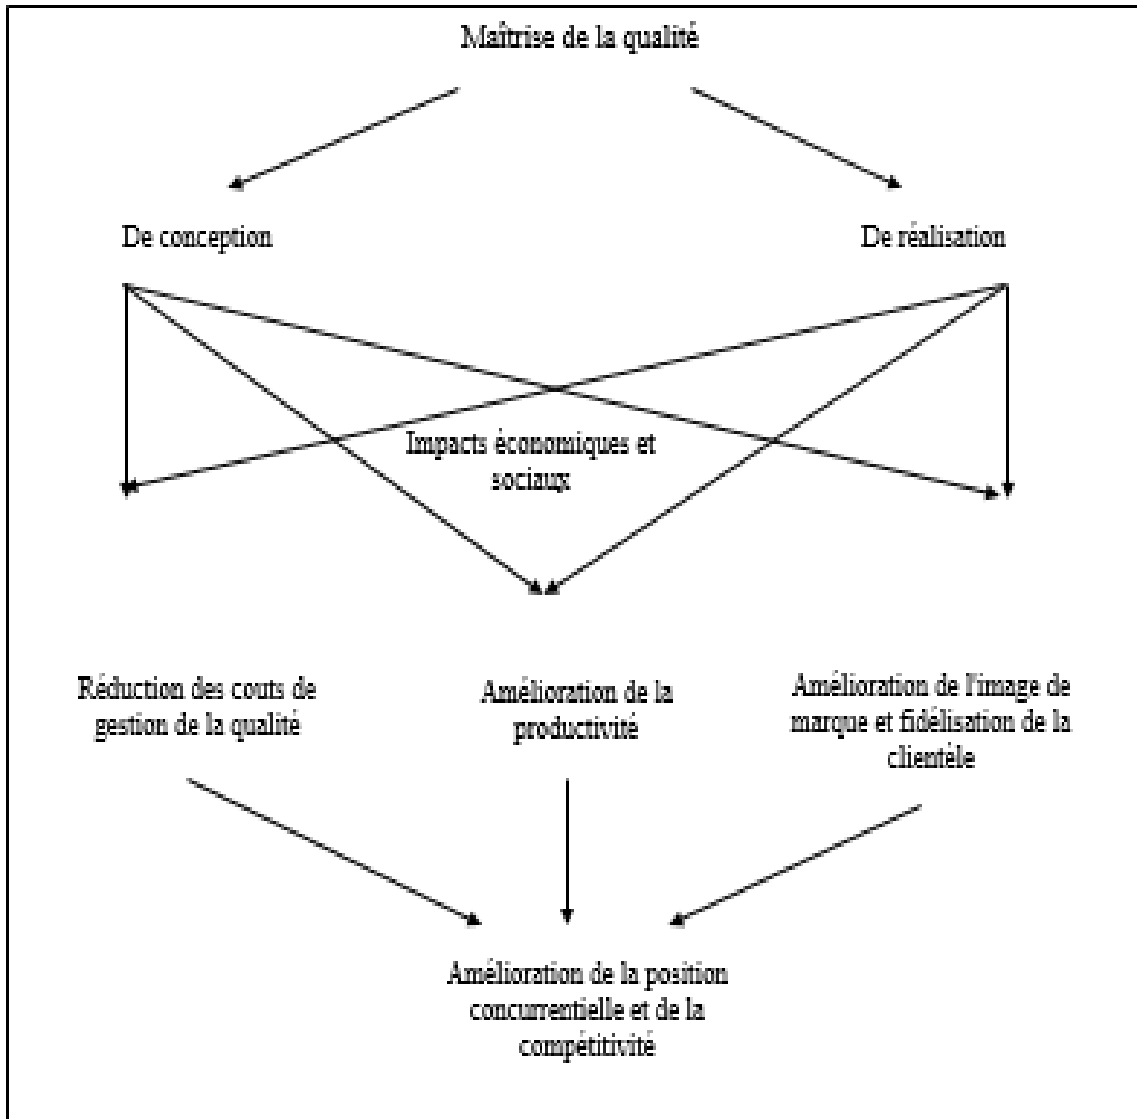 Maîtrise de la qualité
De conception
De réalisation
Impacts économiques et
sociaux
Réduction des couts de
gestion de la qualité
Amélioration de la
productivité
Amélioration de l'image de
marque et fidélisation de la
clientèle
Amélioration de la position
concurrentielle et de la
compétitivité